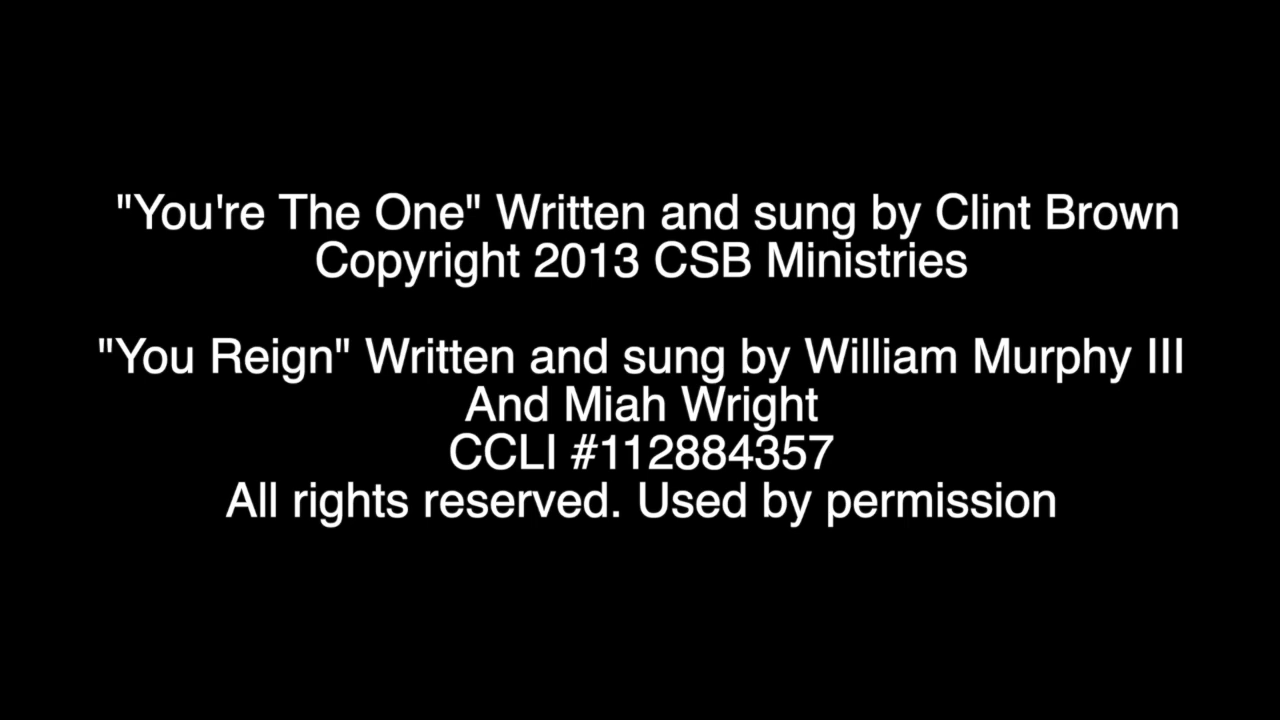 "You're The One" Written and sung by Clint Brown
Copyright 2013 CSB Ministries
"You Reign" Written and sung by William Murphy III
And Miah Wright
CCLI #112884357
All rights reserved. Used by permission